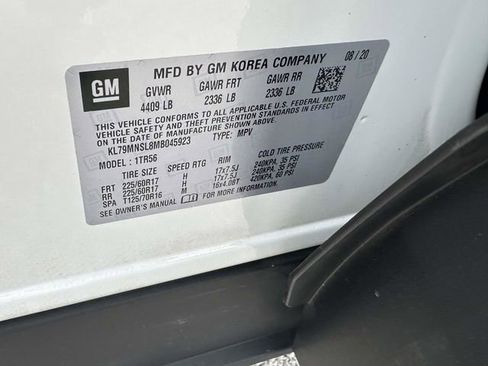 GM
MFD BY GM KOREA COMPANY 08/20
GVWR GAWR FRT GAWR RR
4409 LB 2336 LB 2336 LB
THIS VEHICLE CONFORMS TO ALL APPLICABLE U.S. FEDERAL MOTOR
VEHICLE SAFETY AND THEFT PREVENTION STANDARDS IN EFFECT
ON THE DATE OF MANUFACTURE SHOWN ABOVE.
KL79MNSL8MB045923 TYPE: MPV
MODEL: 1TR56
TIRE SIZE SPEED RTG RIM COLD TIRE PRESSURE
FRT 225/60R17 H 17x7.5J 240KPA, 35 PSI
RR 225/60R17 H 17x7.5J 240KPA, 35 PSI
SPA T125/70R16 M 16x4.0BT 420KPA, 60 PSI
SEE OWNER'S MANUAL FOR MORE INFORMATION.